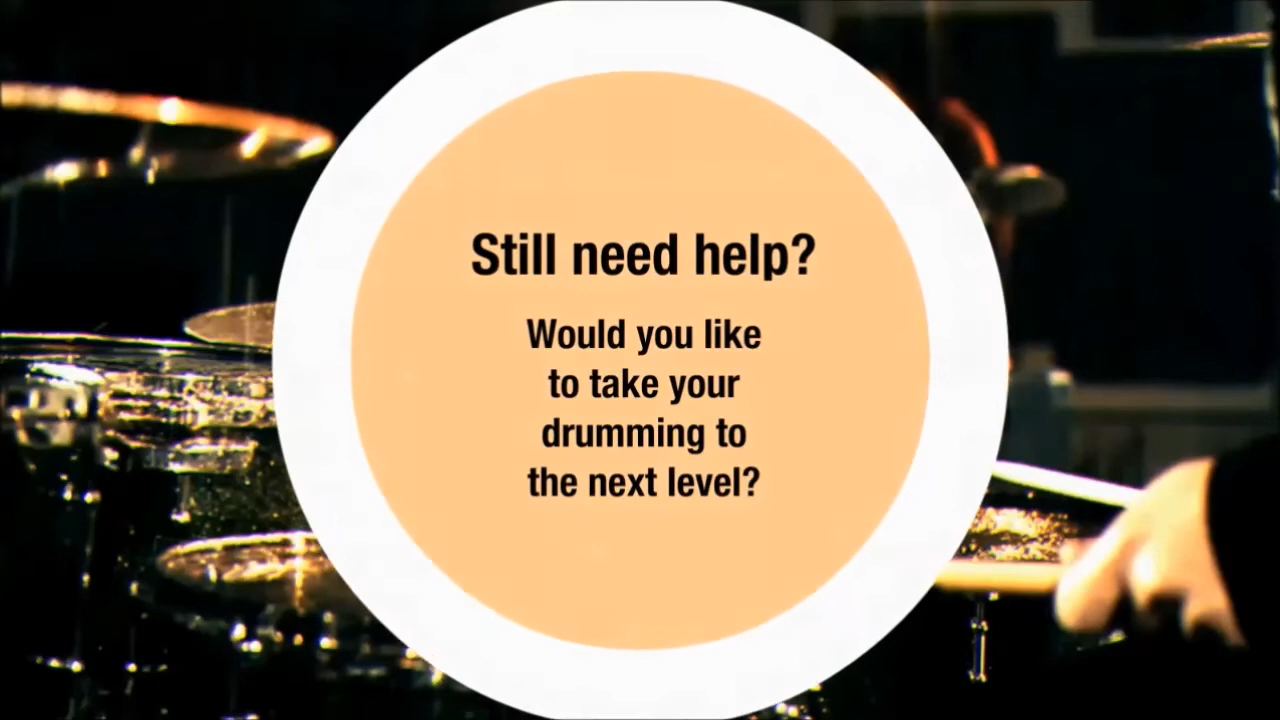 Still need help?
Would you like
to take your
drumming to
the next level?